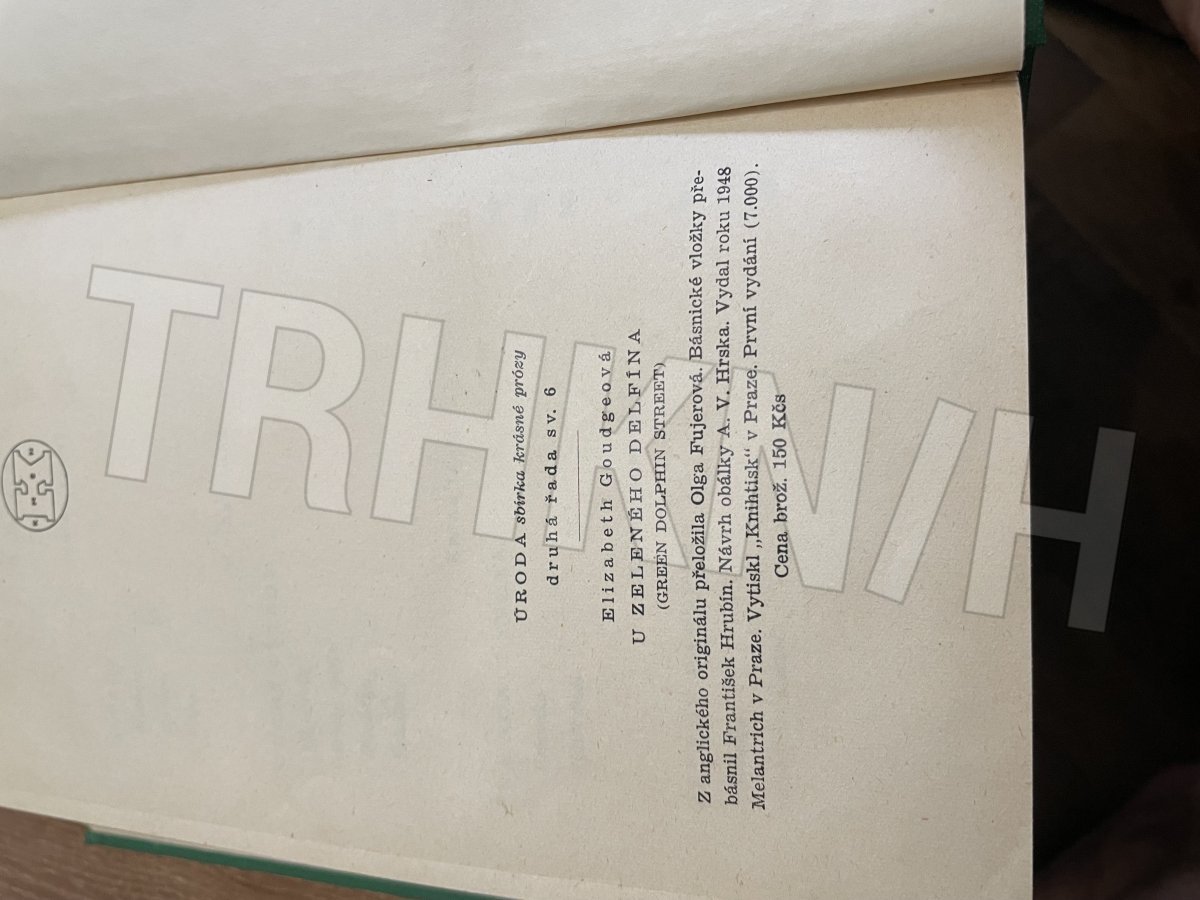 ÚRODA sbírka krásné prózy
druhá řada sv. 6
Elizabeth Goudgeová
U ZELENÉHO DELFÍNA
(GREEN DOLPHIN STREET)
Z anglického originálu přeložila Olga Fujerová. Básnické vložky pře-
básnil František Hrubín. Návrh obálky A. V. Hrska. Vydal roku 1948
Melantrich v Praze. Vytiskl „Knihtisk“ v Praze. První vydání (7.000).
Cena brož. 150 Kčs
TRHKNIH
K